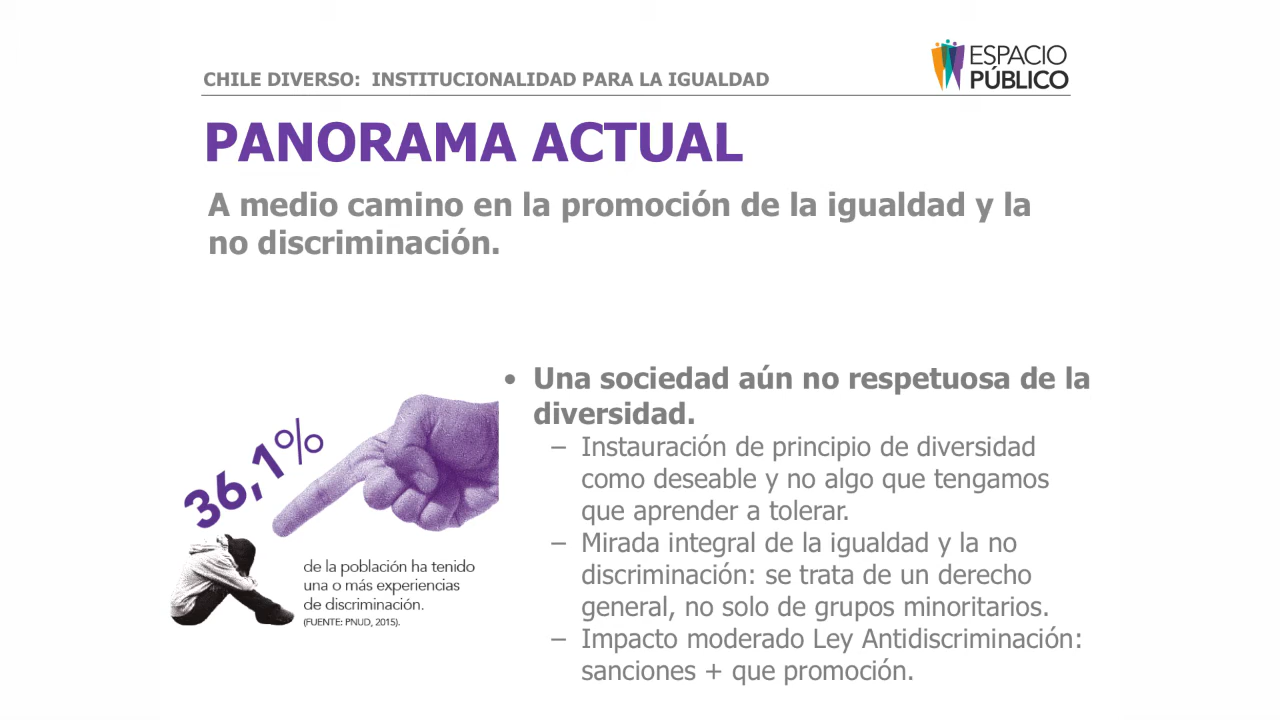 CHILE DIVERSO: INSTITUCIONALIDAD PARA LA IGUALDAD
ESPACIO
PÚBLICO
PANORAMA ACTUAL
A medio camino en la promoción de la igualdad y la
no discriminación.
36,1%
de la población ha tenido
una o más experiencias
de discriminación.
(FUENTE: PNUD, 2015).
• Una sociedad aún no respetuosa de la
diversidad.
– Instauración de principio de diversidad
como deseable y no algo que tengamos
que aprender a tolerar.
– Mirada integral de la igualdad y la no
discriminación: se trata de un derecho
general, no solo de grupos minoritarios.
– Impacto moderado Ley Antidiscriminación:
sanciones + que promoción.